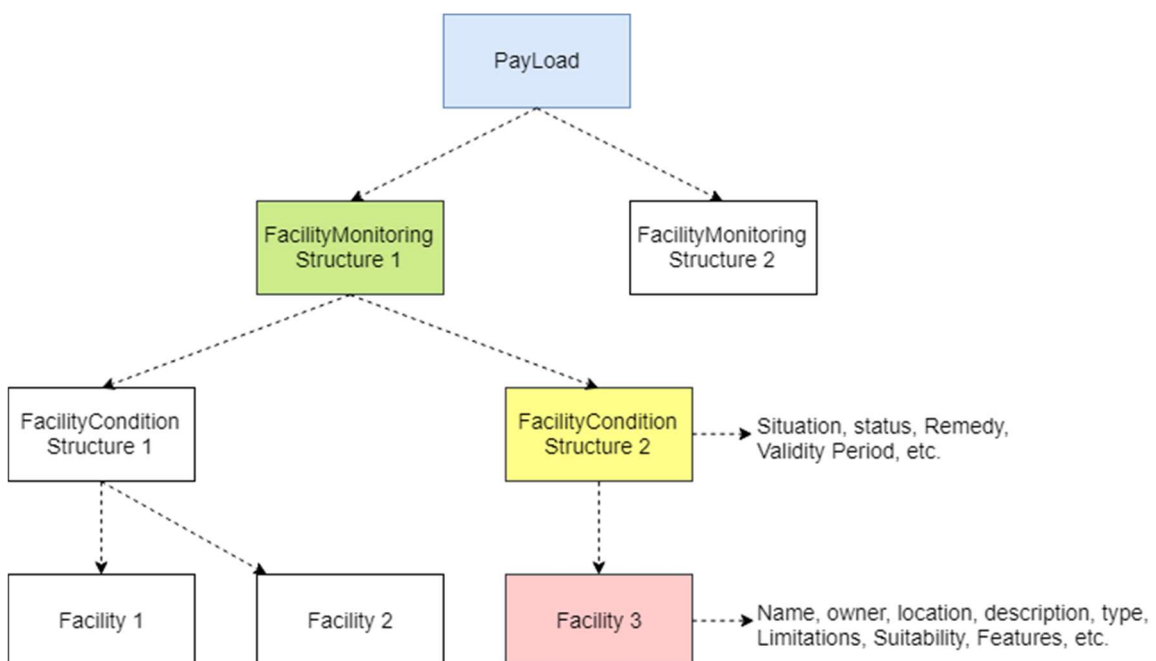 PayLoad
FacilityMonitoring
Structure 1
FacilityMonitoring
Structure 2
FacilityCondition
Structure 1
FacilityCondition
Structure 2
Situation, status, Remedy,
Validity Period, etc.
Facility 1
Facility 2
Facility 3
Name, owner, location, description, type,
Limitations, Suitability, Features, etc.